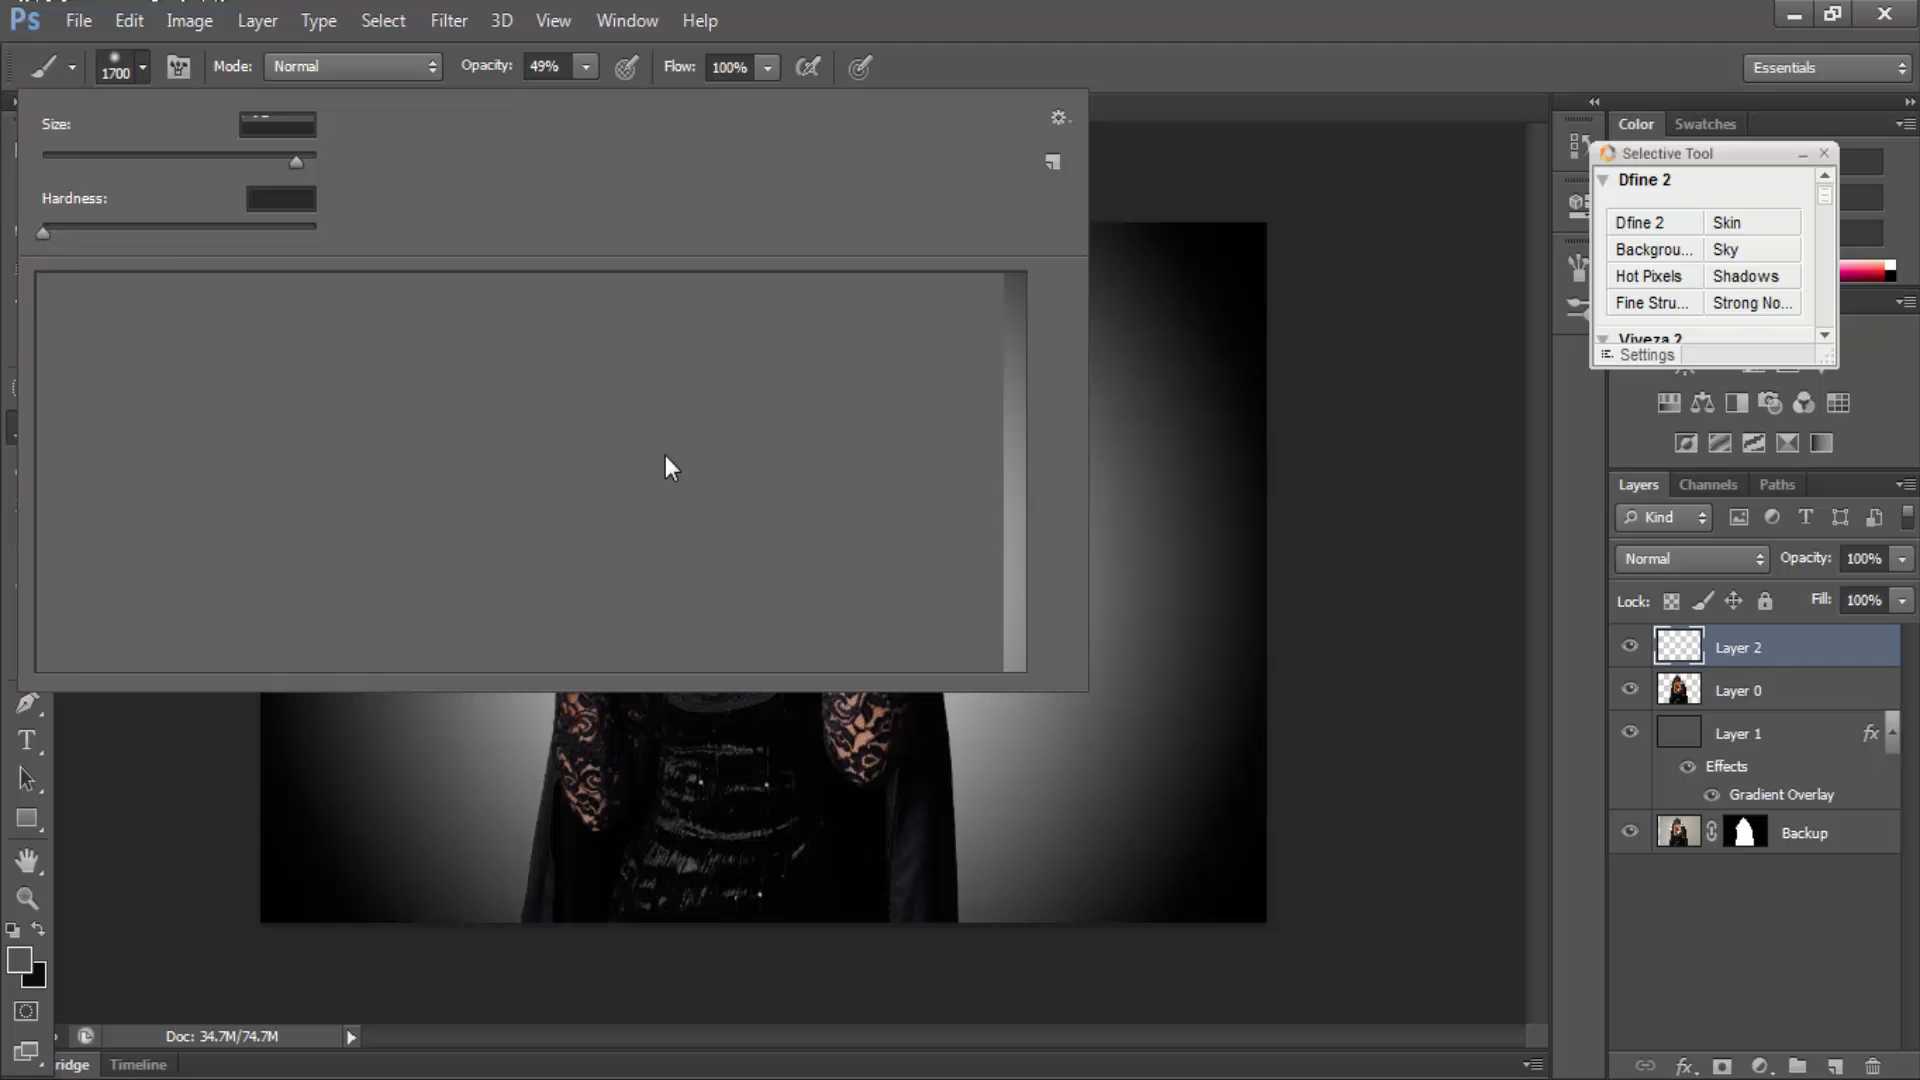 Ps File Edit Image Layer Type Select Filter 3D View Window Help
1700 Mode: Normal Opacity: 49% Flow: 100% Essentials
Size:
Hardness:
Color Swatches
Selective Tool
Dfine 2
Dfine 2 Skin
Backgrou... Sky
Hot Pixels Shadows
Fine Stru... Strong No...
Viveza 2
Settings
Layers Channels Paths
Kind
Normal Opacity: 100%
Lock: Fill: 100%
Layer 2
Layer 0
Layer 1 fx
Effects
Gradient Overlay
Backup
Doc: 34.7M/74.7M
ridge Timeline
fx